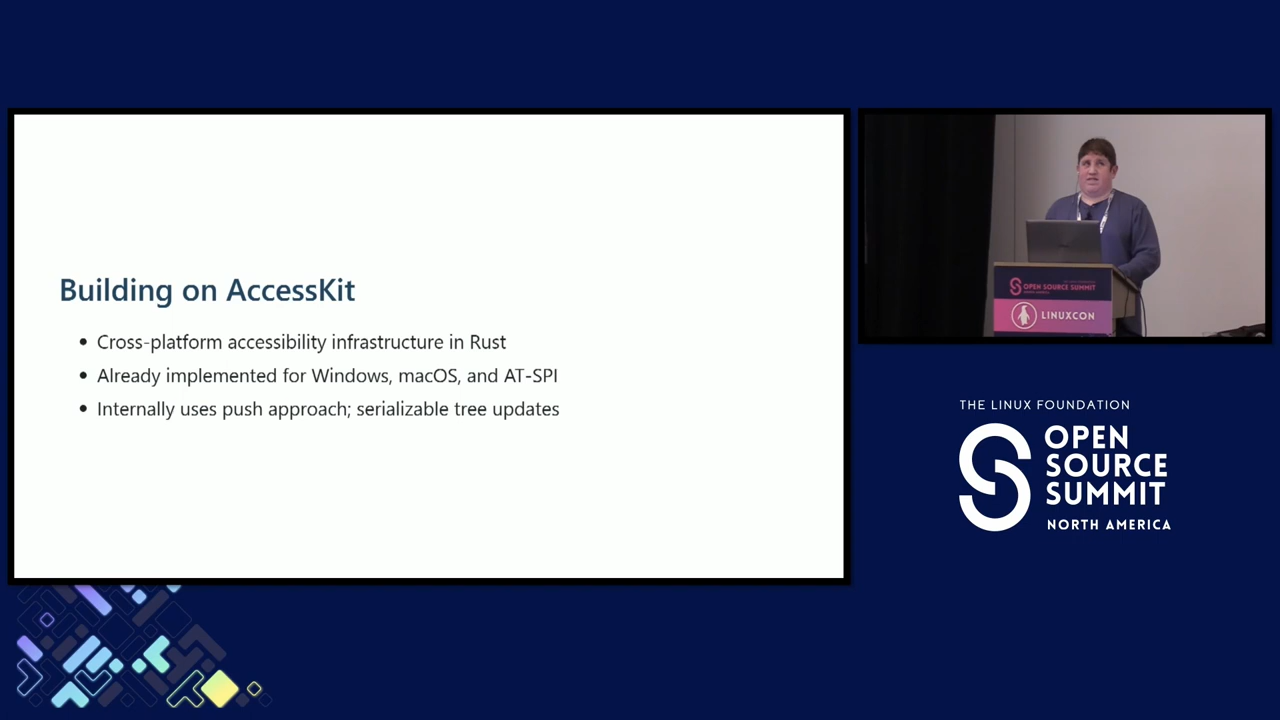 Building on AccessKit
Cross-platform accessibility infrastructure in Rust
Already implemented for Windows, macOS, and AT-SPI
Internally uses push approach; serializable tree updates
OPEN SOURCE SUMMIT
LINUXCON
THE LINUX FOUNDATION
OPEN
SOURCE
SUMMIT
NORTH AMERICA